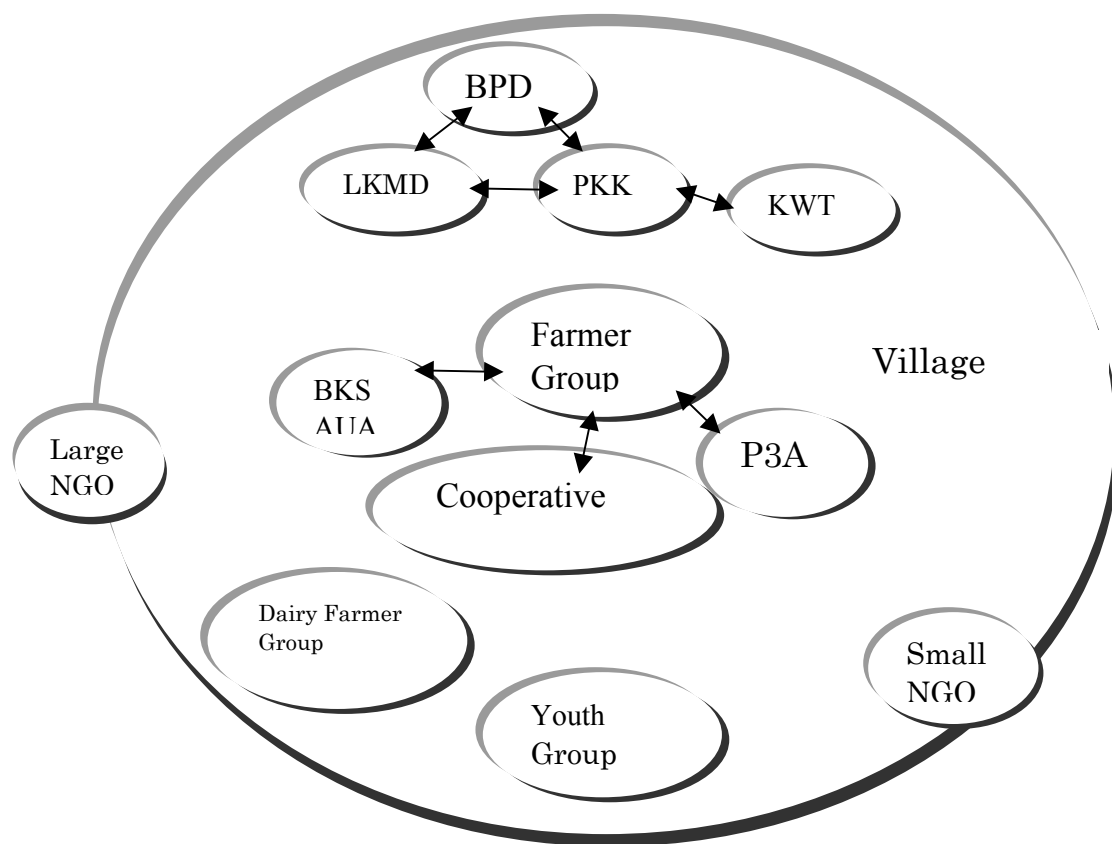 BPD
LKMD
PKK
KWT
Farmer
Group
Village
BKS
AUA
P3A
Large
NGO
Cooperative
Dairy Farmer
Group
Small
NGO
Youth
Group